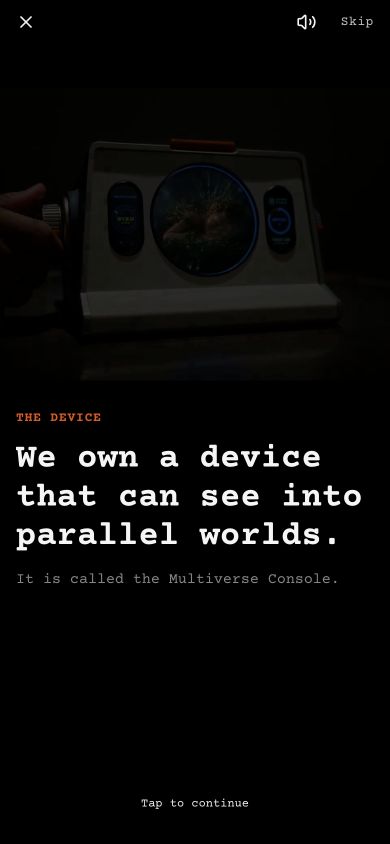 Skip
THE DEVICE
We own a device
that can see into
parallel worlds.
It is called the Multiverse Console.
Tap to continue